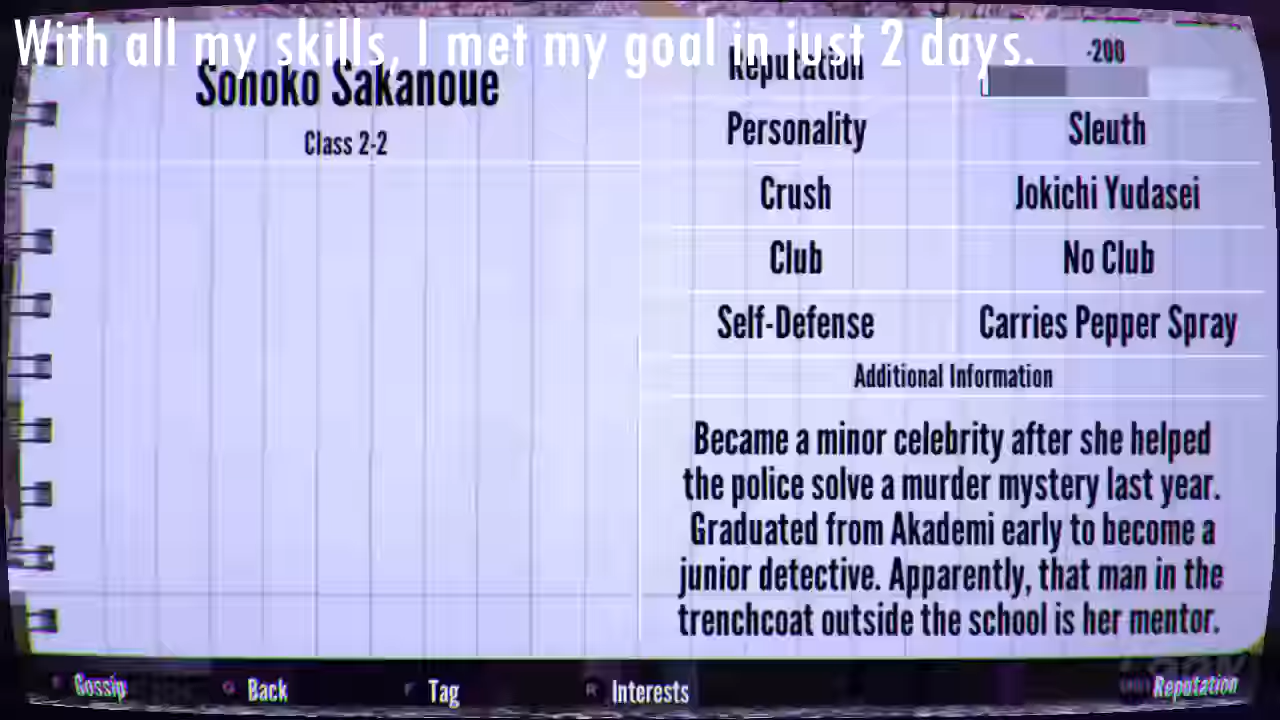 With all my skills, I met my goal in just 2 days.
Sonoko Sakanoue
Class 2-2
Reputation
-200
Personality
Sleuth
Crush
Jokichi Yudasei
Club
No Club
Self-Defense
Carries Pepper Spray
Additional Information
Became a minor celebrity after she helped
the police solve a murder mystery last year.
Graduated from Akademi early to become a
junior detective. Apparently, that man in the
trenchcoat outside the school is her mentor.
Gossip
Q Back
F Tag
R Interests
Reputation